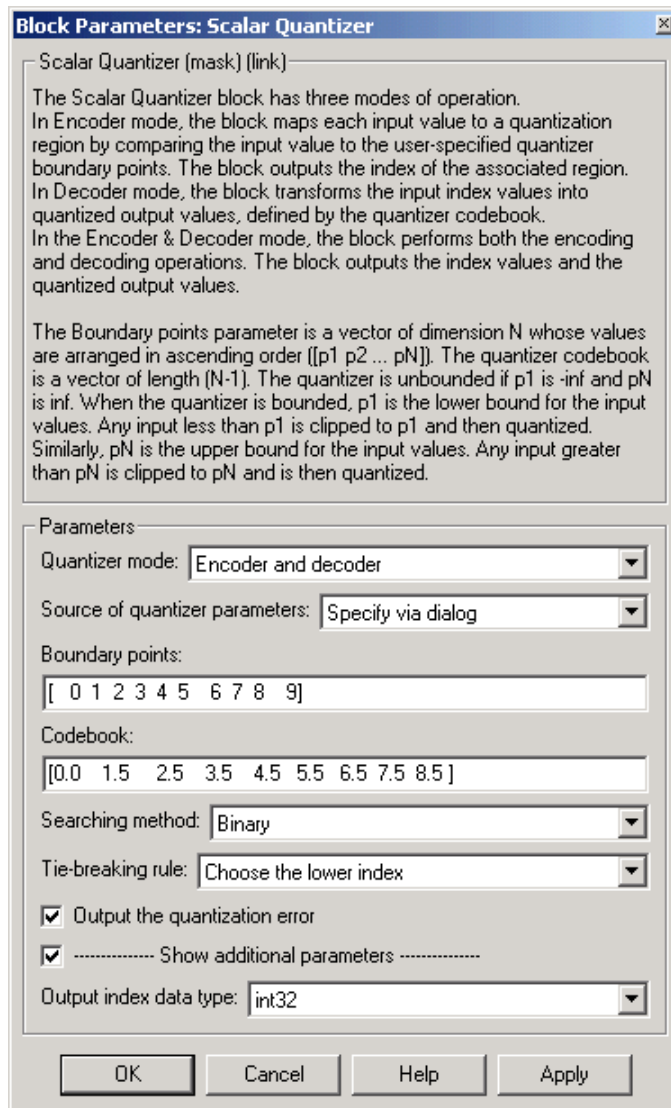 Block Parameters: Scalar Quantizer
Scalar Quantizer (mask) (link)
The Scalar Quantizer block has three modes of operation.
In Encoder mode, the block maps each input value to a quantization
region by comparing the input value to the user-specified quantizer
boundary points. The block outputs the index of the associated region.
In Decoder mode, the block transforms the input index values into
quantized output values, defined by the quantizer codebook.
In the Encoder & Decoder mode, the block performs both the encoding
and decoding operations. The block outputs the index values and the
quantized output values.
The Boundary points parameter is a vector of dimension N whose values
are arranged in ascending order ([p1 p2 ... pN]). The quantizer codebook
is a vector of length (N-1). The quantizer is unbounded if p1 is -inf and pN
is inf. When the quantizer is bounded, p1 is the lower bound for the input
values. Any input less than p1 is clipped to p1 and then quantized.
Similarly, pN is the upper bound for the input values. Any input greater
than pN is clipped to pN and is then quantized.
Parameters
Quantizer mode: Encoder and decoder
Source of quantizer parameters: Specify via dialog
Boundary points:
[ 0 1 2 3 4 5 6 7 8 9]
Codebook:
[0.0 1.5 2.5 3.5 4.5 5.5 6.5 7.5 8.5 ]
Searching method: Binary
Tie-breaking rule: Choose the lower index
Output the quantization error
-------------- Show additional parameters --------------
Output index data type: int32
OK Cancel Help Apply